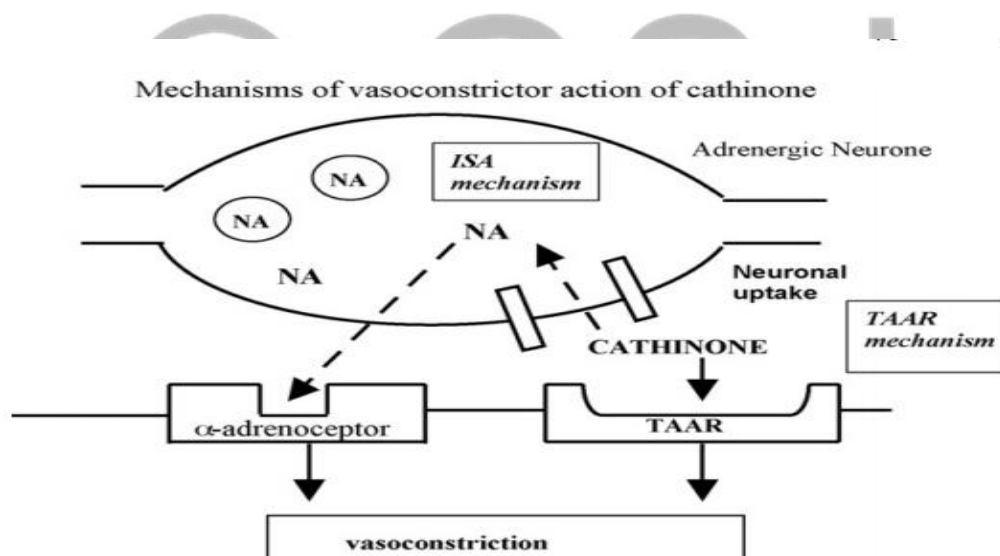 Mechanisms of vasoconstrictor action of cathinone
Adrenergic Neurone
ISA
mechanism
NA
NA
NA
NA
Neuronal
uptake
TAAR
mechanism
CATHINONE
α-adrenoceptor
TAAR
vasoconstriction